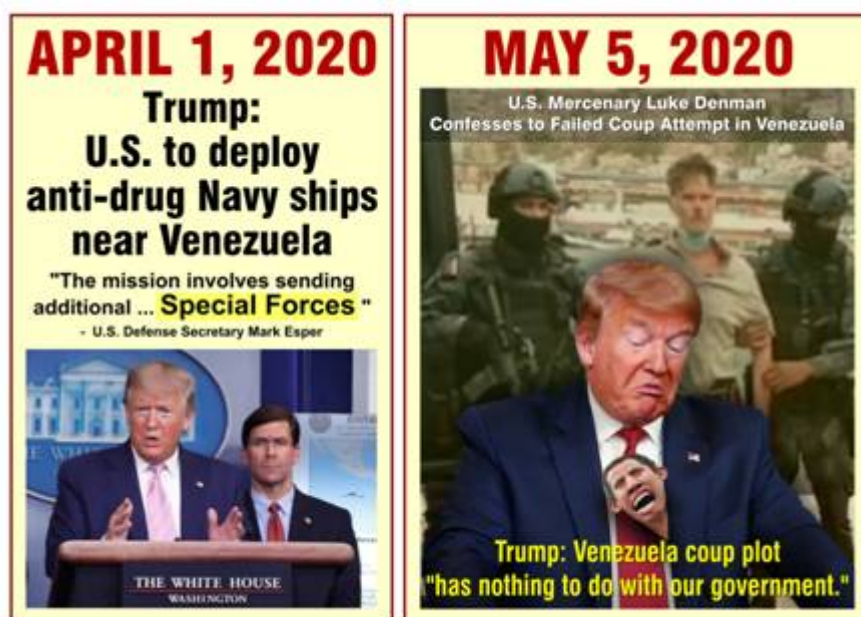 APRIL 1, 2020
Trump:
U.S. to deploy
anti-drug Navy ships
near Venezuela
"The mission involves sending
additional ... Special Forces "
- U.S. Defense Secretary Mark Esper
THE WHITE HOUSE
WASHINGTON
MAY 5, 2020
U.S. Mercenary Luke Denman
Confesses to Failed Coup Attempt in Venezuela
Trump: Venezuela coup plot
"has nothing to do with our government."